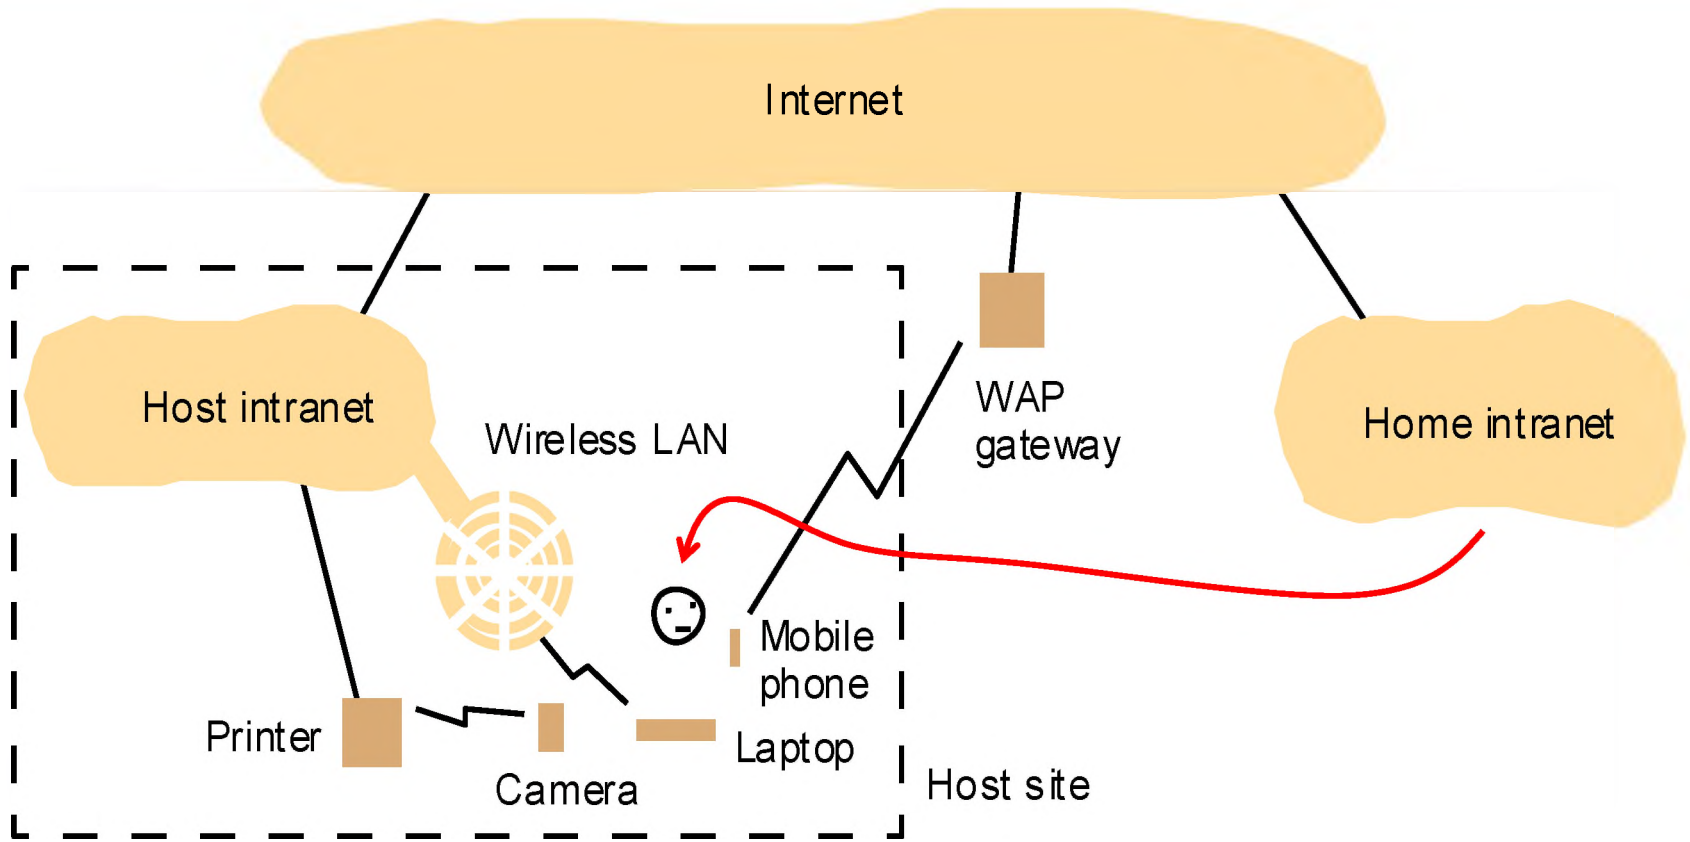 Internet
Host intranet
Wireless LAN
WAP
gateway
Home intranet
Mobile
phone
Printer
Laptop
Camera
Host site